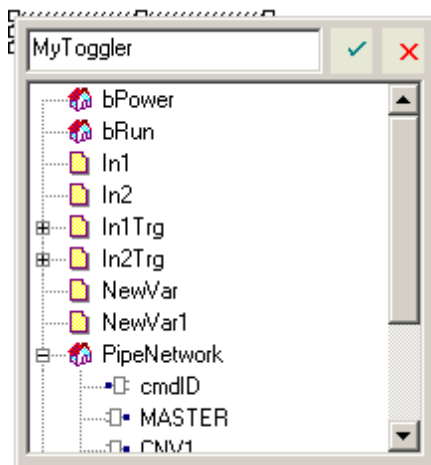 MyToggler
bPower
bRun
In1
In2
In1Trg
In2Trg
NewVar
NewVar1
PipeNetwork
cmdID
MASTER
CNV1